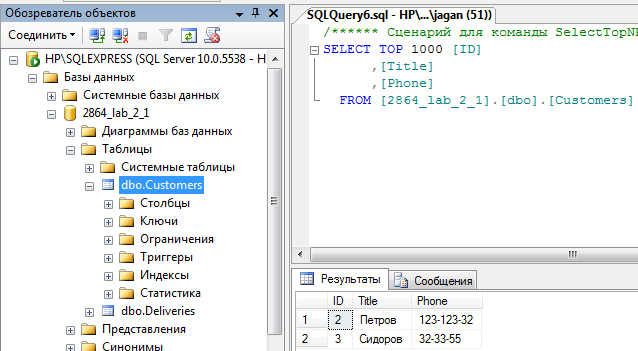 Обозреватель объектов
Соединить
HP\SQLEXPRESS (SQL Server 10.0.5538 - H
Базы данных
Системные базы данных
2864_lab_2_1
Диаграммы баз данных
Таблицы
Системные таблицы
dbo.Customers
Столбцы
Ключи
Ограничения
Триггеры
Индексы
Статистика
dbo.Deliveries
Представления
Синонимы
SQLQuery6.sql - HP\...\jagan (51))
/****** Сценарий для команды SelectTopN
SELECT TOP 1000 [ID]
,[Title]
,[Phone]
FROM [2864_lab_2_1].[dbo].[Customers]
Результаты Сообщения
ID Title Phone
1 2 Петров 123-123-32
2 3 Сидоров 32-33-55